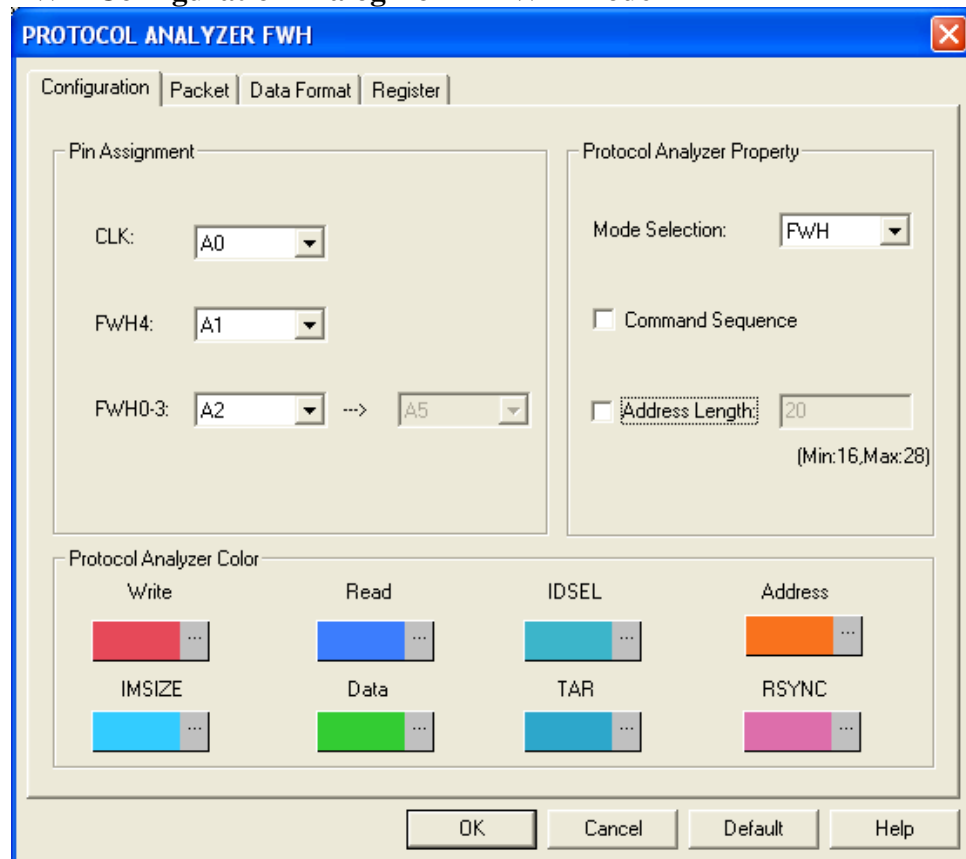 PROTOCOL ANALYZER FWH
Configuration Packet Data Format Register
Pin Assignment
CLK: A0
FWH4: A1
FWH0-3: A2 ---> A5
Protocol Analyzer Property
Mode Selection: FWH
Command Sequence
Address Length: 20
(Min:16,Max:28)
Protocol Analyzer Color
Write Read IDSEL Address
... ... ... ...
IMSIZE Data TAR RSYNC
... ... ... ...
OK Cancel Default Help